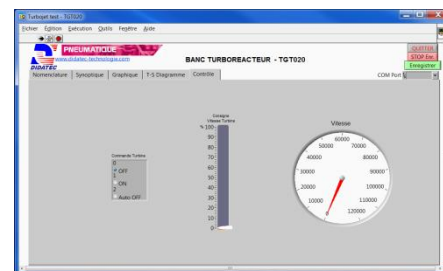 Turbojet test - TGT020
Fichier Edition Exécution Outils Fenêtre Aide
PNEUMATIQUE
www.didatec-technologie.com
DIDATEC
BANC TURBOREACTEUR - TGT020
QUITTER
STOP Enr.
Enregistrer
Nomenclature Synoptique Graphique T-S Diagramme Contrôle
COM Port
Commande Turbine
0
OFF
1
ON
2
Auto OFF
Consigne
Vitesse Turbine
% 100
90
80
70
60
50
40
30
20
10
0
Vitesse
60000
50000 70000
40000 80000
30000 90000
20000 100000
10000 110000
0 120000